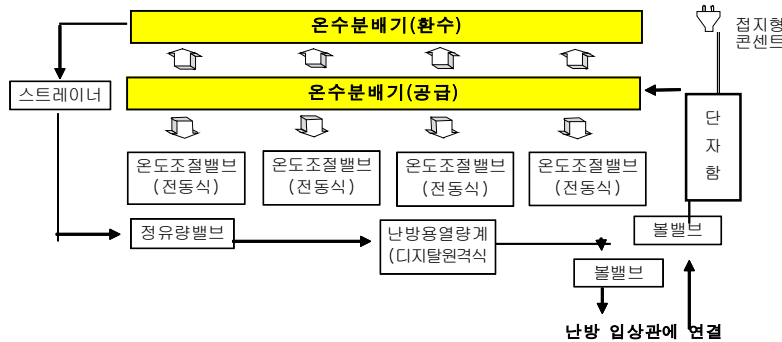 온수분배기(환수)
접지형
콘센트
스트레이너
온수분배기(공급)
단
자
함
온도조절밸브
(전동식)
온도조절밸브
(전동식)
온도조절밸브
(전동식)
온도조절밸브
(전동식)
정유량밸브
난방용열량계
(디지탈원격식
볼밸브
볼밸브
난방 입상관에 연결